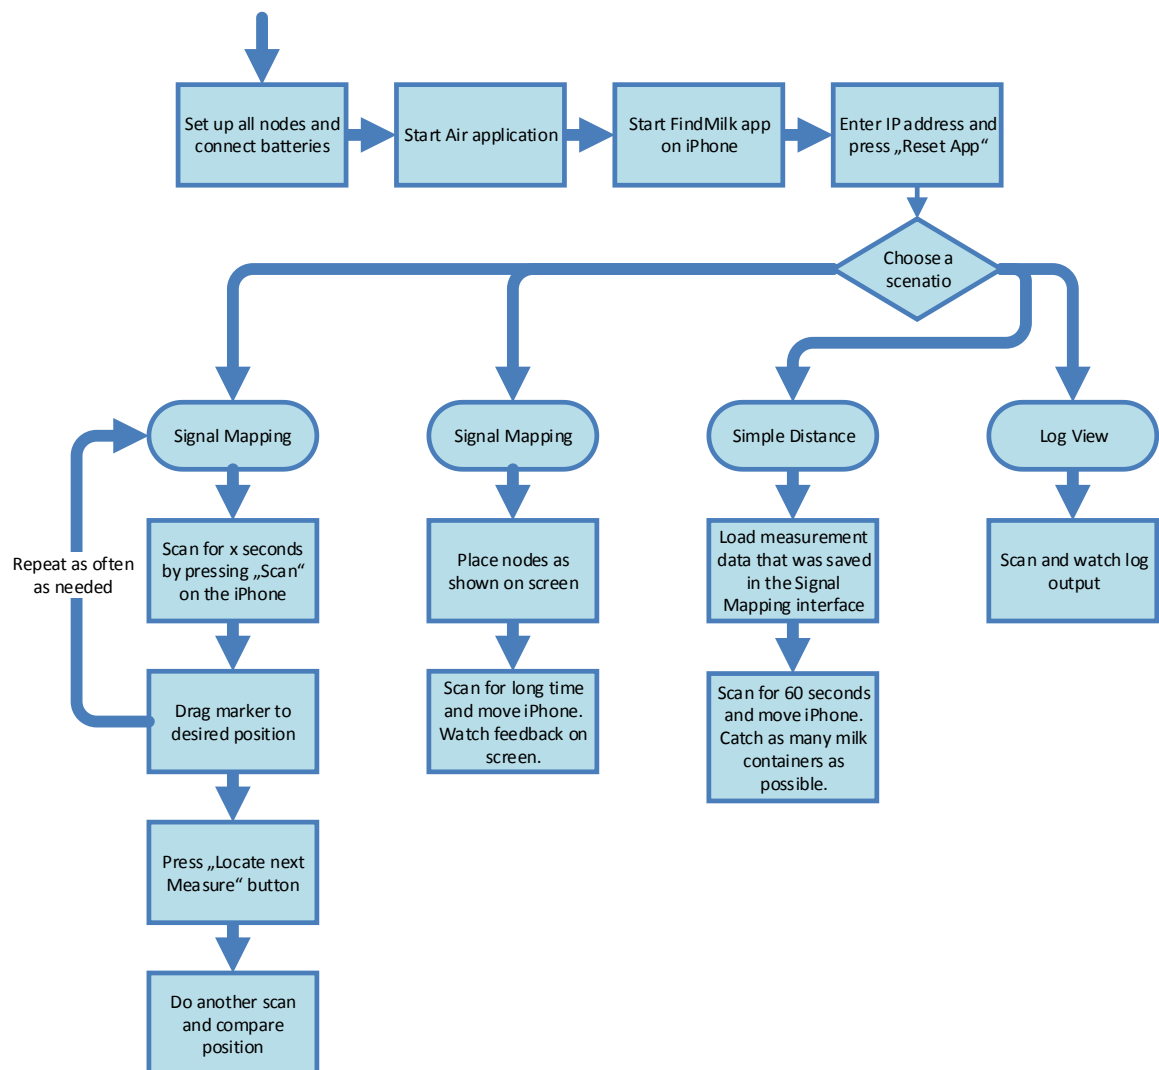 Set up all nodes and
connect batteries
Start Air application
Start FindMilk app
on iPhone
Enter IP address and
press „Reset App“
Choose a
scenatio
Signal Mapping
Signal Mapping
Simple Distance
Log View
Repeat as often
as needed
Scan for x seconds
by pressing „Scan“
on the iPhone
Place nodes as
shown on screen
Load measurement
data that was saved
in the Signal
Mapping interface
Scan and watch log
output
Drag marker to
desired position
Scan for long time
and move iPhone.
Watch feedback on
screen.
Scan for 60 seconds
and move iPhone.
Catch as many milk
containers as
possible.
Press „Locate next
Measure“ button
Do another scan
and compare
position